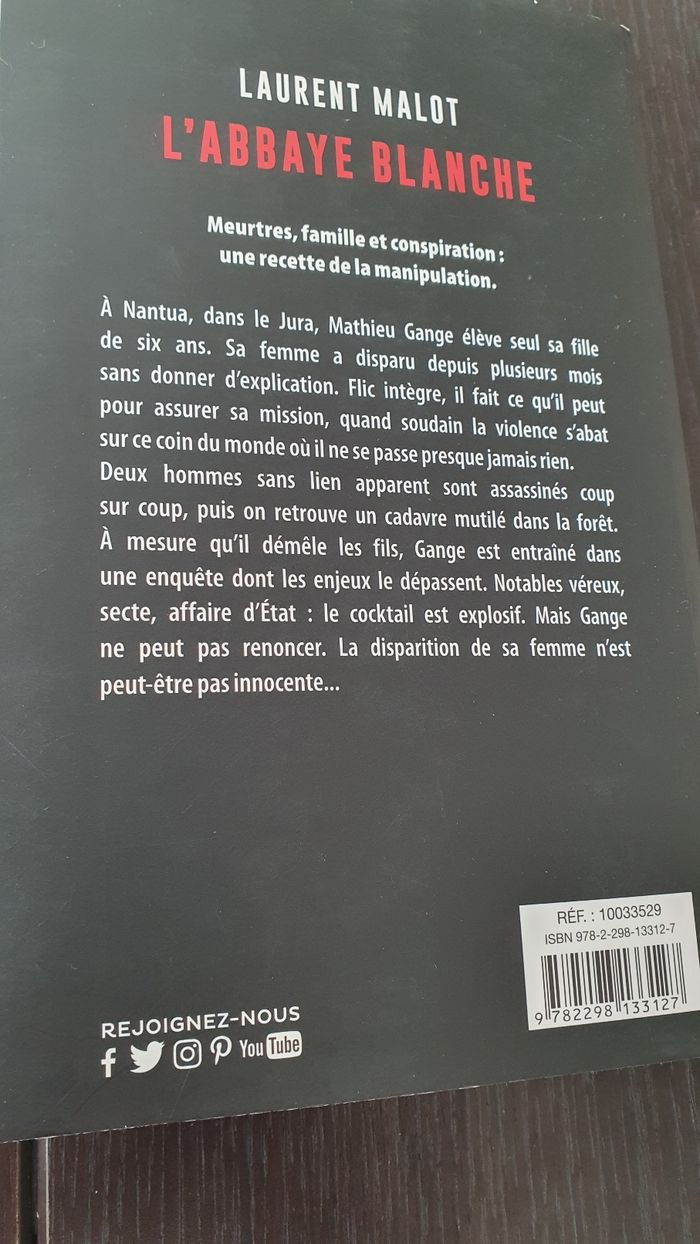 LAURENT MALOT
L'ABBAYE BLANCHE
Meurtres, famille et conspiration :
une recette de la manipulation.
À Nantua, dans le Jura, Mathieu Gange élève seul sa fille
de six ans. Sa femme a disparu depuis plusieurs mois
sans donner d'explication. Flic intègre, il fait ce qu'il peut
pour assurer sa mission, quand soudain la violence s'abat
sur ce coin du monde où il ne se passe presque jamais rien.
Deux hommes sans lien apparent sont assassinés coup
sur coup, puis on retrouve un cadavre mutilé dans la forêt.
À mesure qu'il démêle les fils, Gange est entraîné dans
une enquête dont les enjeux le dépassent. Notables véreux,
secte, affaire d'État : le cocktail est explosif. Mais Gange
ne peut pas renoncer. La disparition de sa femme n'est
peut-être pas innocente...
RÉF. : 10033529
ISBN 978-2-298-13312-7
9 782298 133127
REJOIGNEZ-NOUS
YouTube